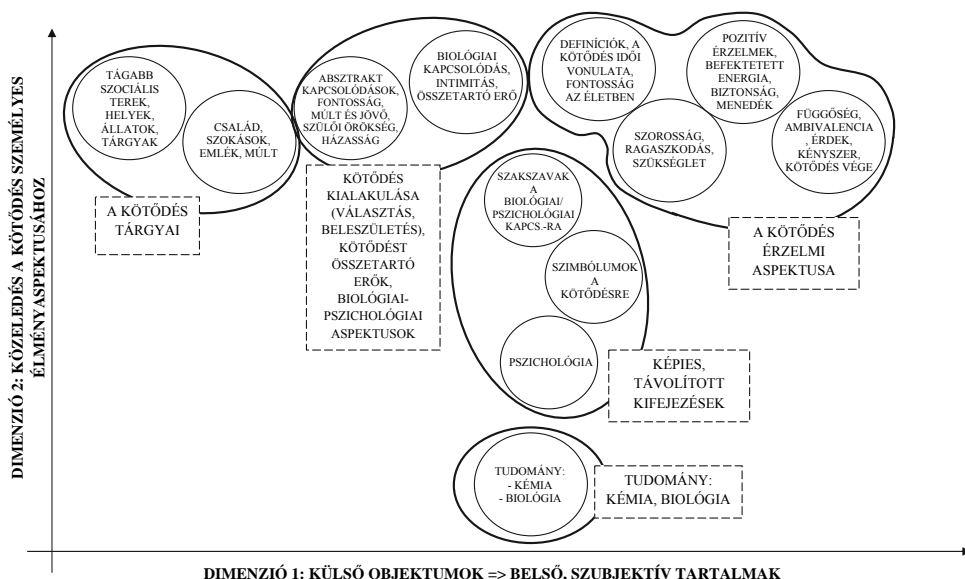 DIMENZIÓ 2: KÖZELEDÉS A KÖTŐDÉS SZEMÉLYES
ÉLMÉNYASPEKTUSÁHOZ
TÁGABB
SZOCIÁLIS
TEREK,
HELYEK,
ÁLLATOK,
TÁRGYAK
CSALÁD,
SZOKÁSOK,
EMLÉK, MÚLT
A KÖTŐDÉS
TÁRGYAI
ABSZTRAKT
KAPCSOLÓDÁSOK,
FONTOSSÁG,
MÚLT ÉS JÖVŐ,
SZÜLŐI ÖRÖKSÉG,
HÁZASSÁG
BIOLÓGIAI
KAPCSOLÓDÁS,
INTIMITÁS,
ÖSSZETARTÓ ERŐ
KÖTŐDÉS
KIALAKULÁSA
(VÁLASZTÁS,
BELESZÜLETÉS),
KÖTŐDÉST
ÖSSZETARTÓ
ERŐK,
BIOLÓGIAI-
PSZICHOLÓGIAI
ASPEKTUSOK
DEFINÍCIÓK, A
KÖTŐDÉS IDŐI
VONULATA,
FONTOSSÁG
AZ ÉLETBEN
POZITÍV
ÉRZELMEK,
BEFEKTETETT
ENERGIA,
BIZTONSÁG,
MENEDÉK
SZOROSSÁG,
RAGASZKODÁS,
SZÜKSÉGLET
FÜGGŐSÉG,
AMBIVALENCIA
, ÉRDEK,
KÉNYSZER,
KÖTŐDÉS VÉGE
A KÖTŐDÉS
ÉRZELMI
ASPEKTUSA
SZAKSZAVAK
A
BIOLÓGIAI/
PSZICHOLÓGIAI
KAPCS.-RA
SZIMBÓLUMOK
A
KÖTŐDÉSRE
PSZICHOLÓGIA
KÉPIES,
TÁVOLÍTOTT
KIFEJEZÉSEK
TUDOMÁNY:
- KÉMIA
- BIOLÓGIA
TUDOMÁNY:
KÉMIA, BIOLÓGIA
DIMENZIÓ 1: KÜLSŐ OBJEKTUMOK => BELSŐ, SZUBJEKTÍV TARTALMAK